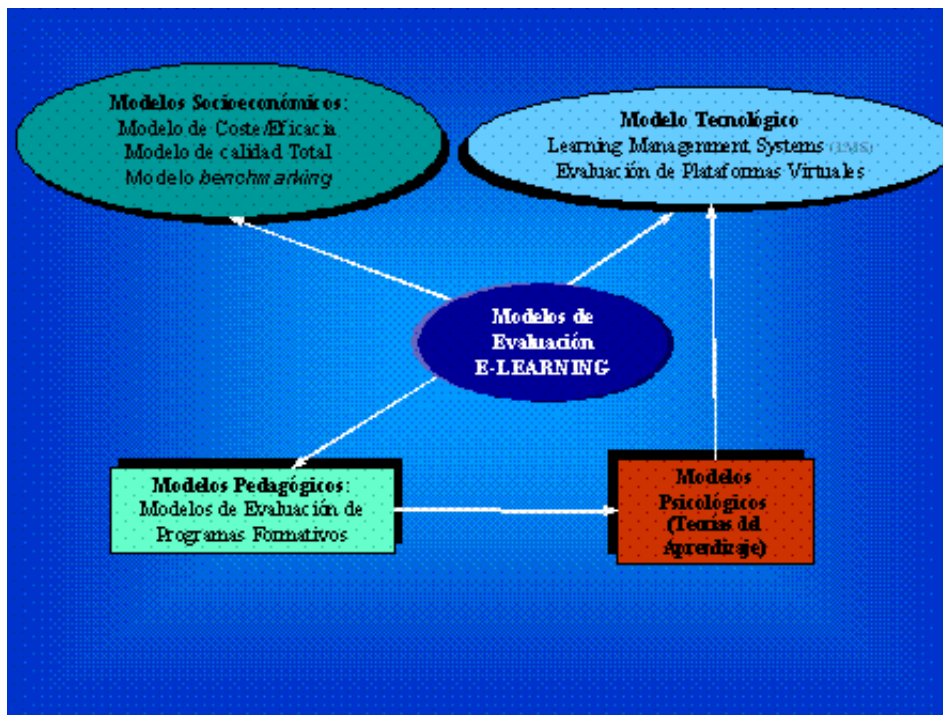 Modelos Socioeconómicos:
Modelo de Coste/Eficacia
Modelo de calidad Total
Modelo benchmarking
Modelo Tecnológico
Learning Management Systems (LMS)
Evaluación de Plataformas Virtuales
Modelos de
Evaluación
E-LEARNING
Modelos Pedagógicos:
Modelos de Evaluación de
Programas Formativos
Modelos
Psicológicos
(Teorías del
Aprendizaje)